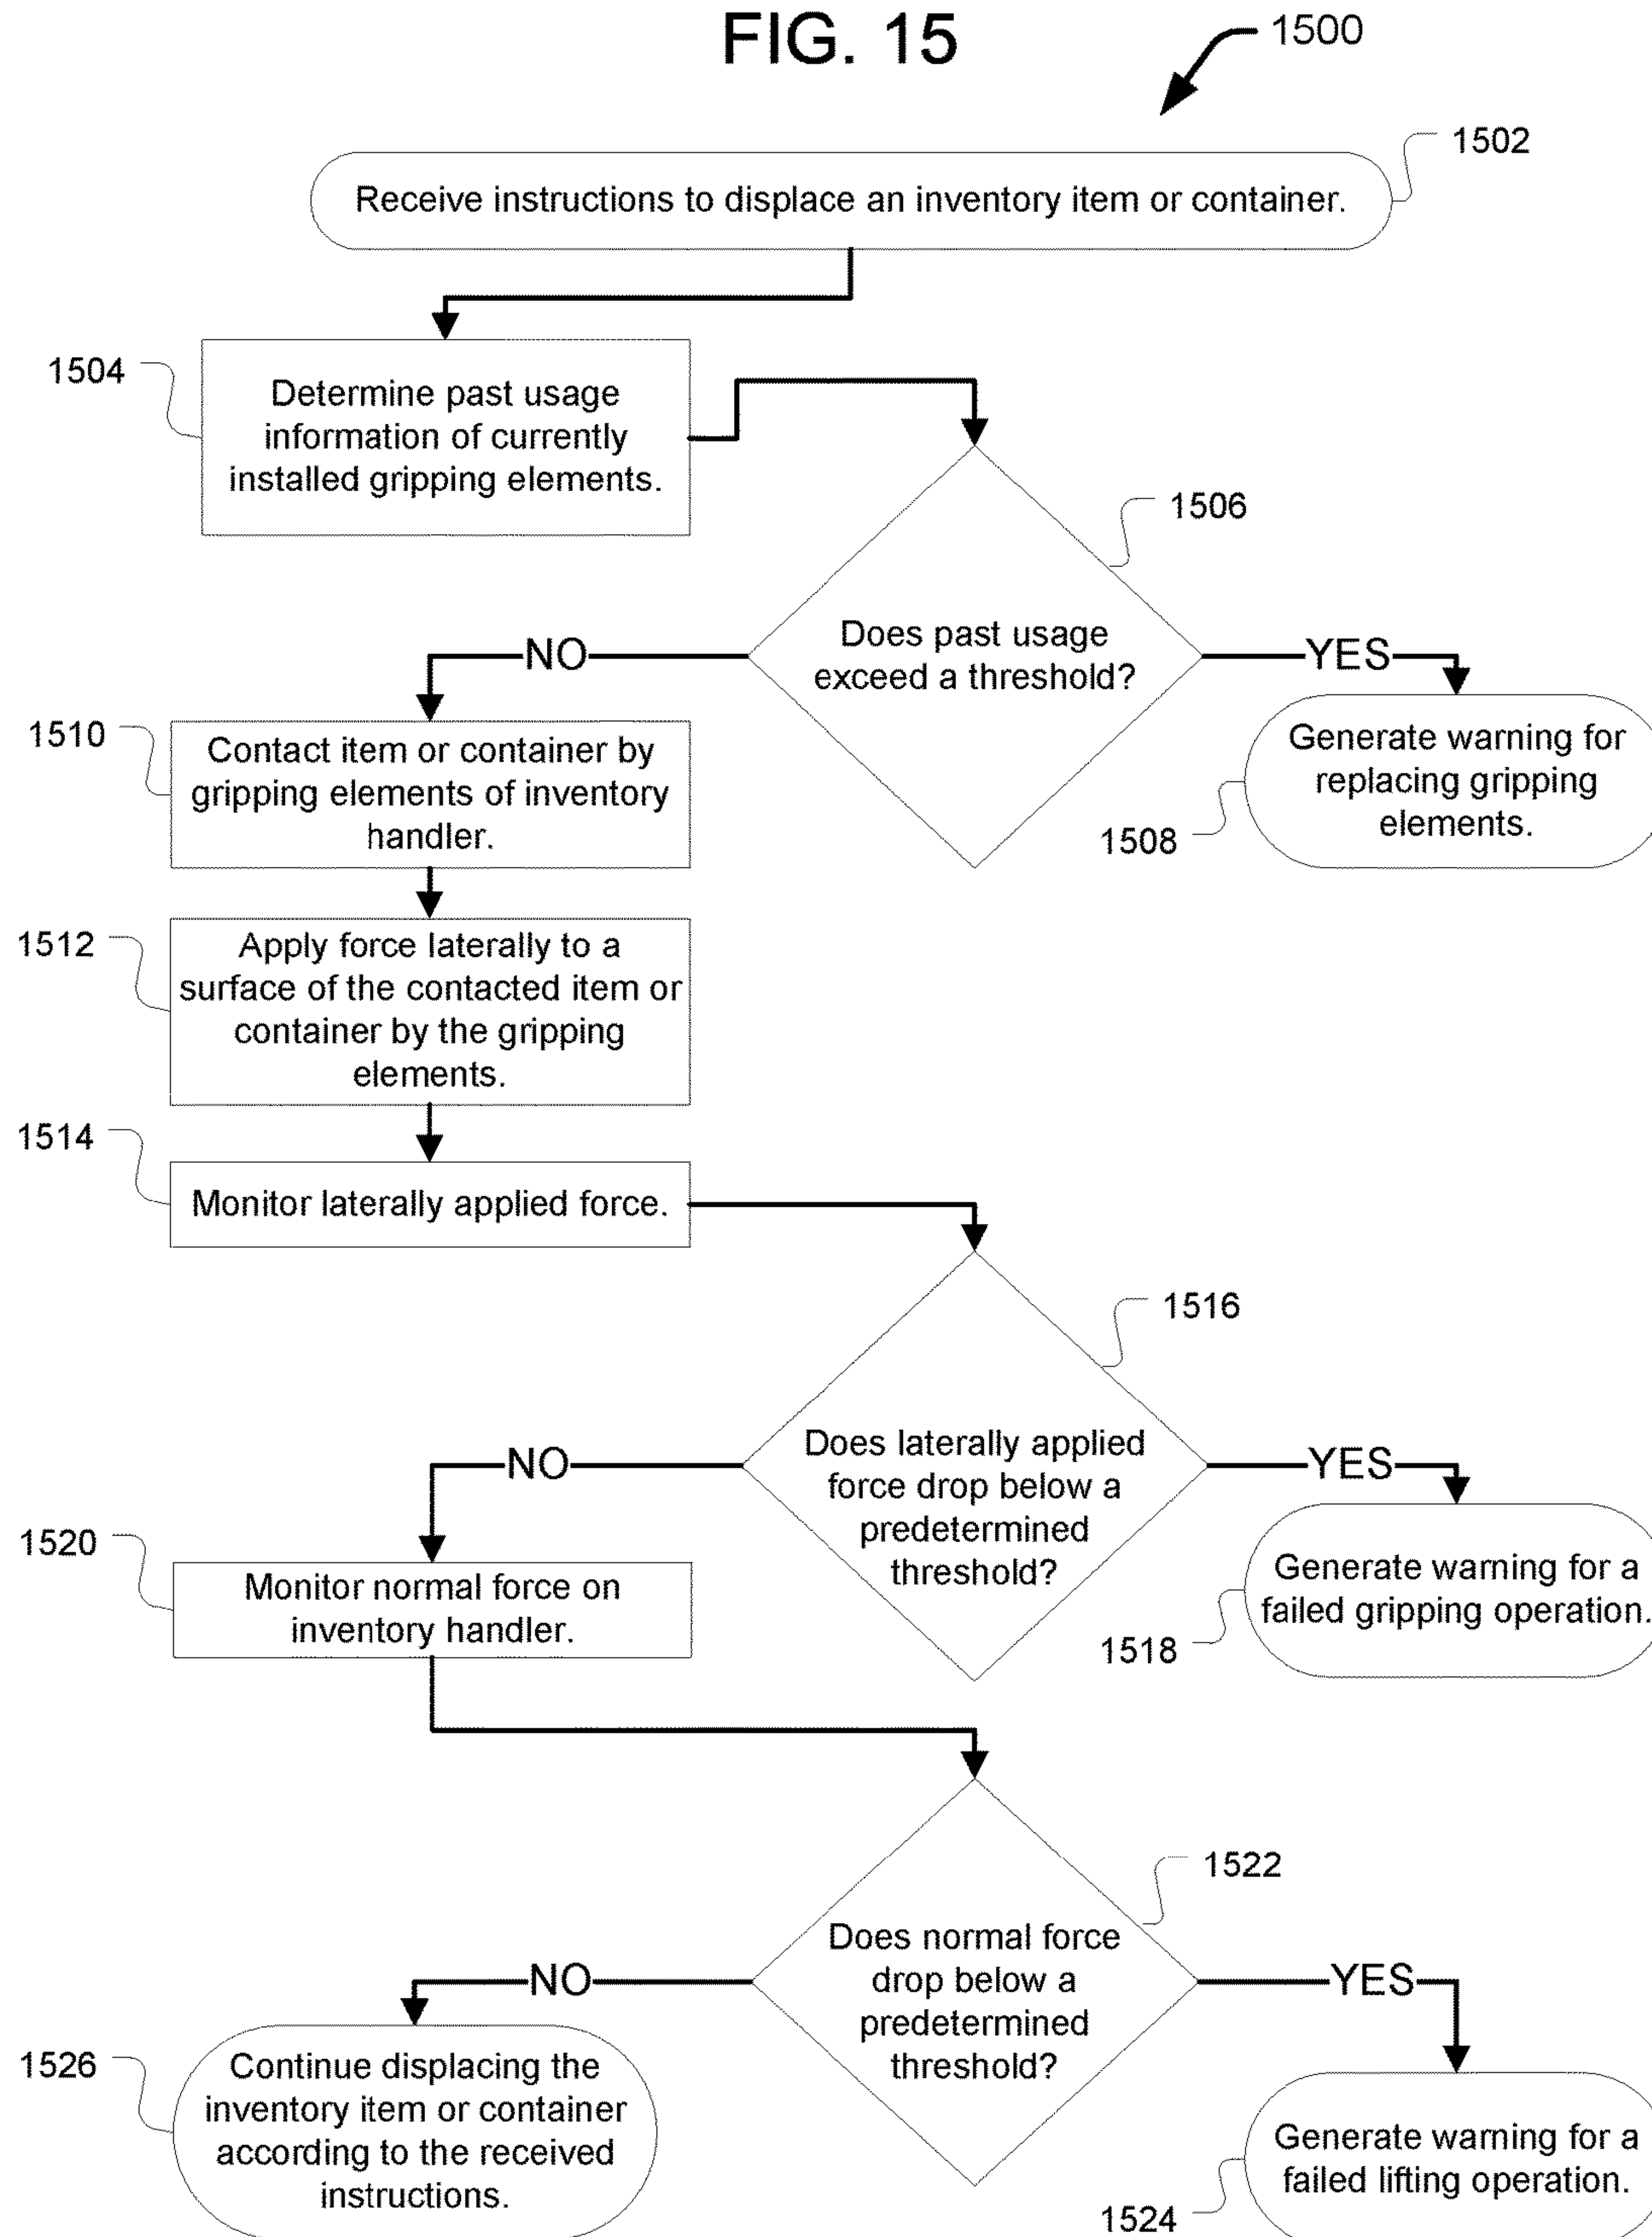 FIG. 15
1500
1502
Receive instructions to displace an inventory item or container.
1504
Determine past usage
information of currently
installed gripping elements.
1506
Does past usage
exceed a threshold?
NO
YES
1510
Contact item or container by
gripping elements of inventory
handler.
Generate warning for
replacing gripping
elements.
1508
1512
Apply force laterally to a
surface of the contacted item or
container by the gripping
elements.
1514
Monitor laterally applied force.
1516
Does laterally applied
force drop below a
predetermined
threshold?
NO
YES
1520
Monitor normal force on
inventory handler.
Generate warning for a
failed gripping operation.
1518
1522
Does normal force
drop below a
predetermined
threshold?
NO
YES
1526
Continue displacing the
inventory item or container
according to the received
instructions.
Generate warning for a
failed lifting operation.
1524